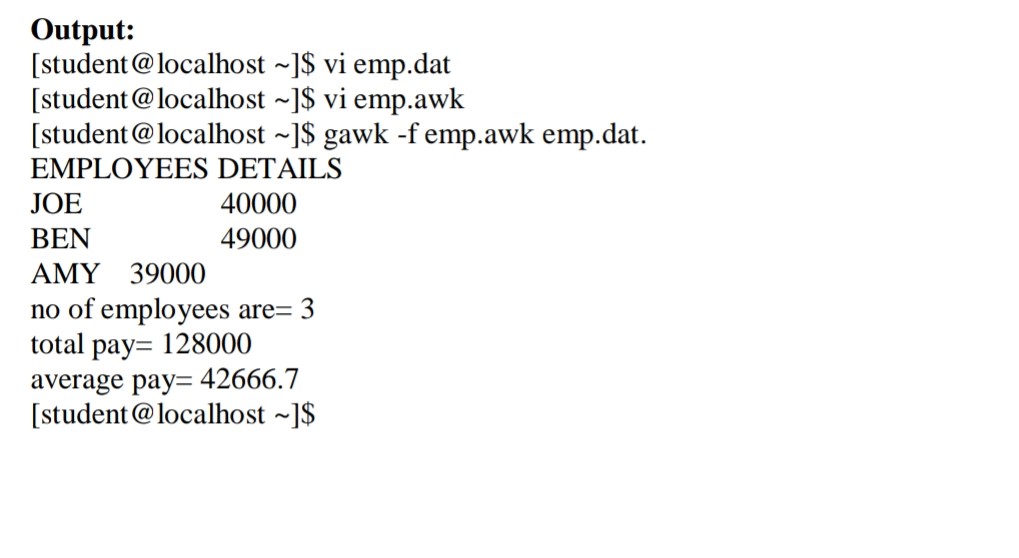 Output:
[student@localhost ~]$ vi emp.dat
[student@localhost ~]$ vi emp.awk
[student@localhost ~]$ gawk -f emp.awk emp.dat.
EMPLOYEES DETAILS
JOE 40000
BEN 49000
AMY 39000
no of employees are= 3
total pay= 128000
average pay= 42666.7
[student@localhost ~]$